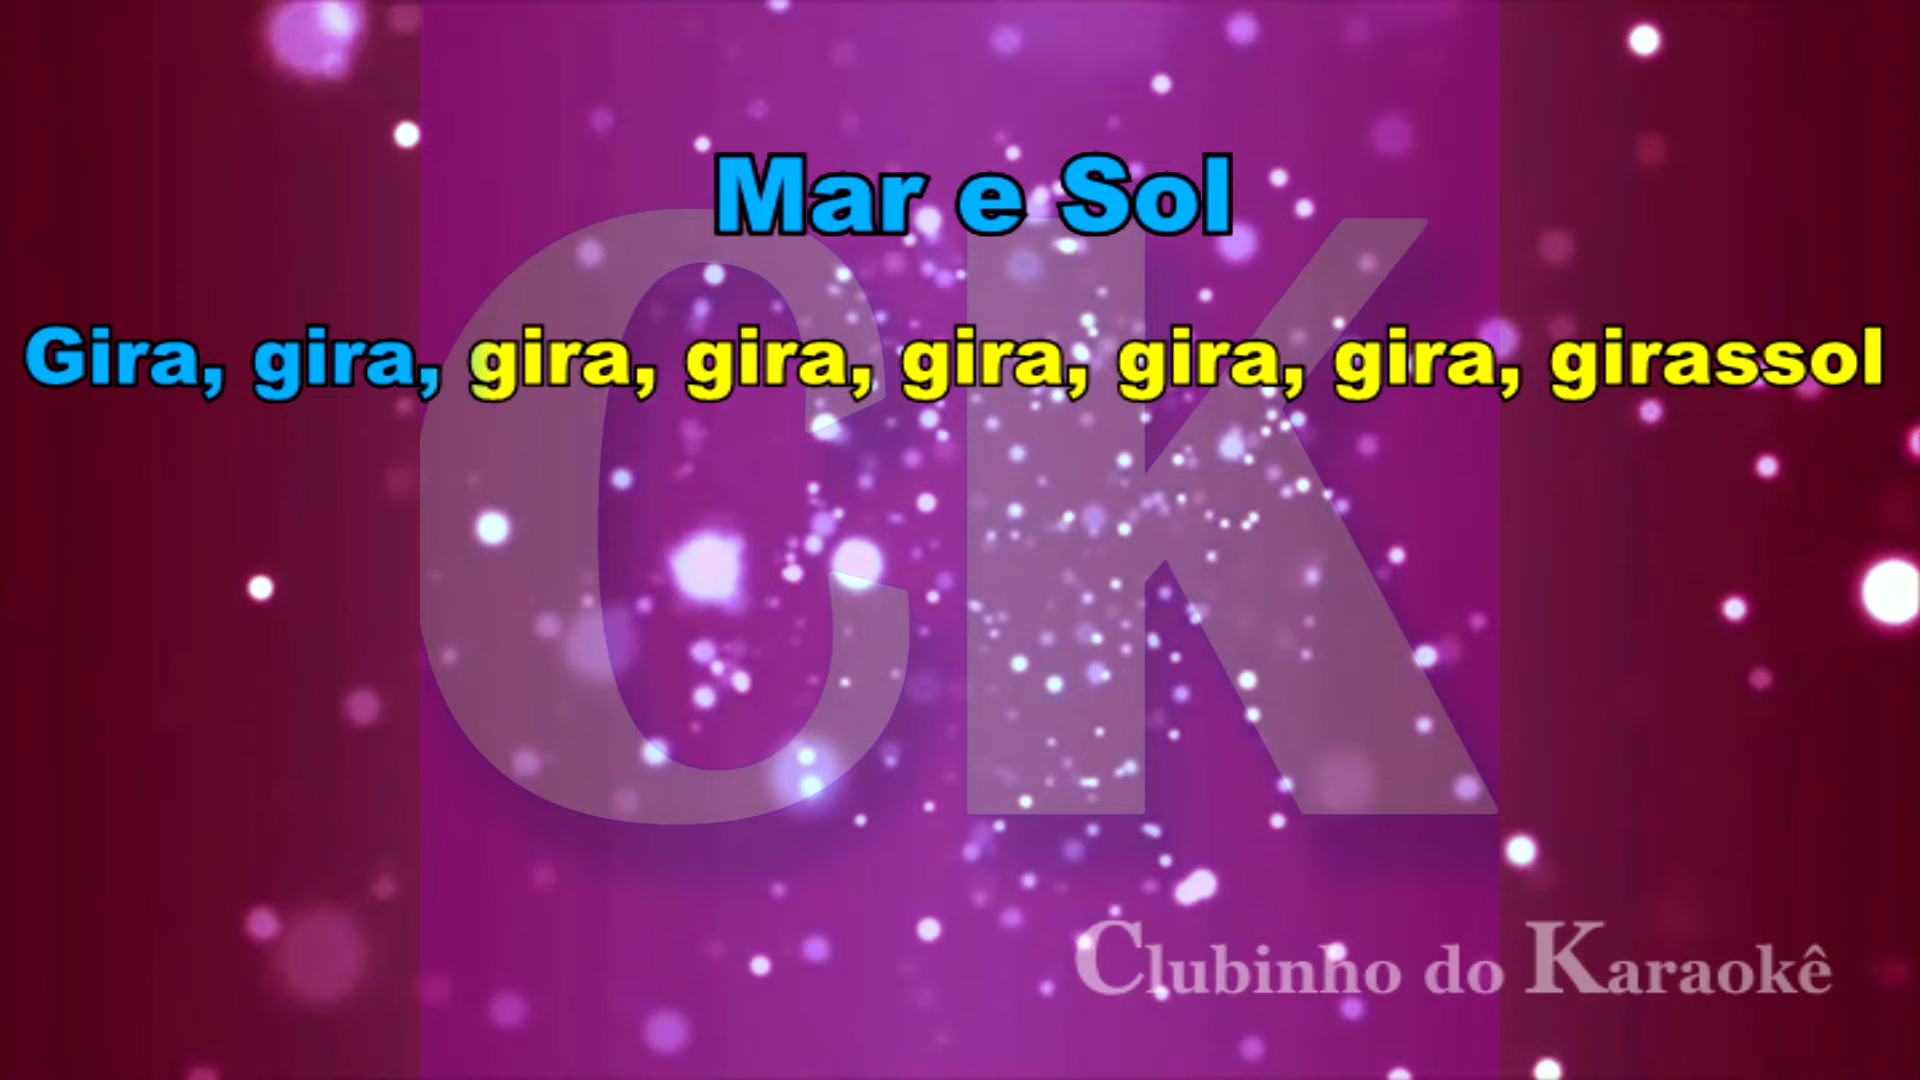 Mar e Sol
Gira, gira, gira, gira, gira, gira, gira, girassol
CK
Clubinho do Karaokê